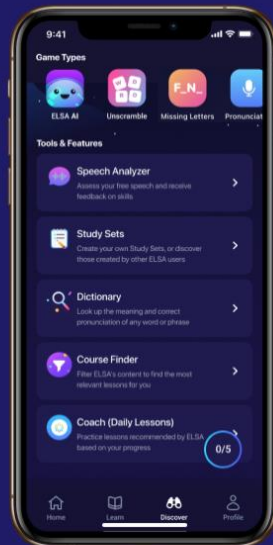 9:41
Game Types
W R
R D
F_N_
ELSA AI
Unscramble
Missing Letters
Pronunciat
Tools & Features
Speech Analyzer
Assess your free speech and receive
feedback on skills
Study Sets
Create your own Study Sets, or discover
those created by other ELSA users
Dictionary
Look up the meaning and correct
pronunciation of any word or phrase
Course Finder
Filter ELSA's content to find the most
relevant lessons for you
Coach (Daily Lessons)
Practice lessons recommended by ELSA
based on your progress
0/5
Home
Learn
Discover
Profile